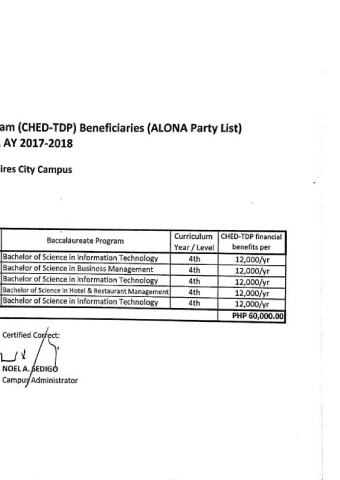 am (CHED-TDP) Beneficiaries (ALONA Party List)
, AY 2017-2018
ires City Campus
Baccalaureate Program Curriculum Year / Level CHED-TDP financial benefits per
Bachelor of Science in Information Technology 4th 12,000/yr
Bachelor of Science in Business Management 4th 12,000/yr
Bachelor of Science in Information Technology 4th 12,000/yr
Bachelor of Science in Hotel & Restaurant Management 4th 12,000/yr
Bachelor of Science in Information Technology 4th 12,000/yr
PHP 60,000.00
Certified Correct:
NOEL A. SEDIGO
Campus Administrator